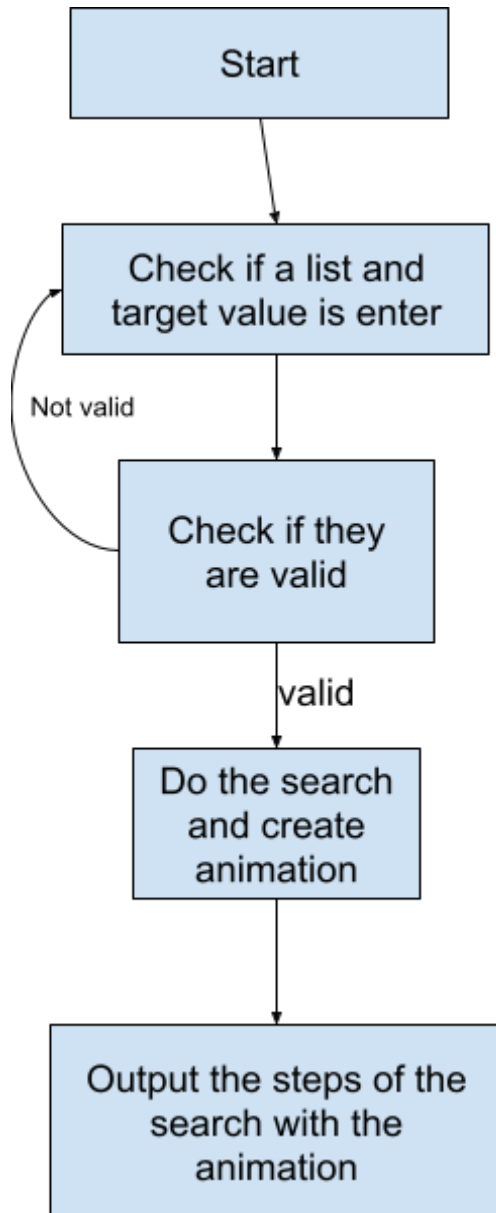 Start
Check if a list and
target value is enter
Not valid
Check if they
are valid
valid
Do the search
and create
animation
Output the steps of the
search with the
animation